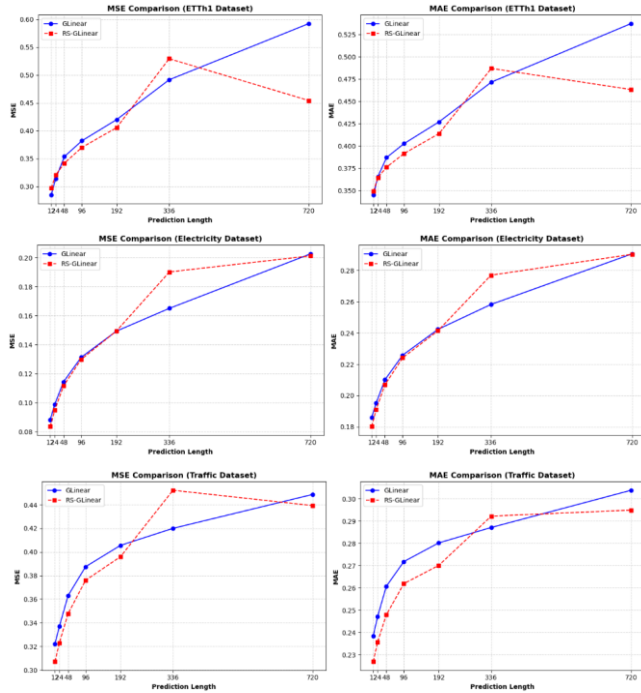 MSE Comparison (ETTh1 Dataset)
GLinear
RS-GLinear
MSE
0.60
0.55
0.50
0.45
0.40
0.35
0.30
12 24 48 96 192 336 720
Prediction Length
MAE Comparison (ETTh1 Dataset)
GLinear
RS-GLinear
MAE
0.525
0.500
0.475
0.450
0.425
0.400
0.375
0.350
12 24 48 96 192 336 720
Prediction Length
MSE Comparison (Electricity Dataset)
GLinear
RS-GLinear
MSE
0.20
0.18
0.16
0.14
0.12
0.10
0.08
12 24 48 96 192 336 720
Prediction Length
MAE Comparison (Electricity Dataset)
GLinear
RS-GLinear
MAE
0.28
0.26
0.24
0.22
0.20
0.18
12 24 48 96 192 336 720
Prediction Length
MSE Comparison (Traffic Dataset)
GLinear
RS-GLinear
MSE
0.44
0.42
0.40
0.38
0.36
0.34
0.32
0.30
12 24 48 96 192 336 720
Prediction Length
MAE Comparison (Traffic Dataset)
GLinear
RS-GLinear
MAE
0.30
0.29
0.28
0.27
0.26
0.25
0.24
0.23
12 24 48 96 192 336 720
Prediction Length